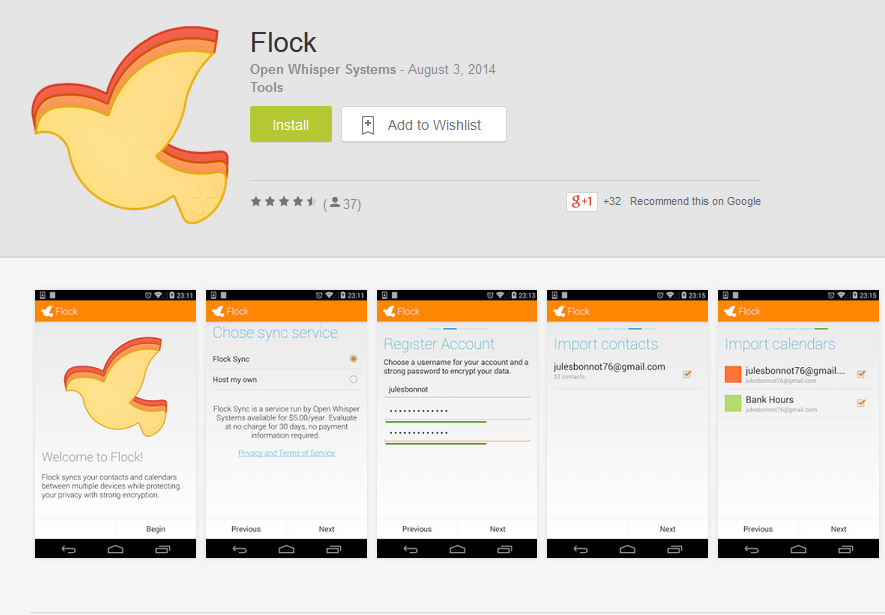 Flock
Open Whisper Systems - August 3, 2014
Tools
Install
Add to Wishlist
(37)
g+1
+32
Recommend this on Google
23:11
Flock
Welcome to Flock!
Flock syncs your contacts and calendars
between multiple devices while protecting
your privacy with strong encryption.
Begin
23:11
Flock
Chose sync service
Flock Sync
Host my own
Flock Sync is a service run by Open Whisper
Systems available for $5.00/year. Evaluate
at no charge for 30 days, no payment
information required.
Privacy and Terms of Service
Previous
Next
23:13
Flock
Register Account
Choose a username for your account and a
strong password to encrypt your data.
julesbonnot
Previous
Next
23:15
Flock
Import contacts
julesbonnot76@gmail.com
32 contacts
Next
23:15
Flock
Import calendars
julesbonnot76@gmail....
julesbonnot76@gmail.com
Bank Hours
julesbonnot76@gmail.com
Previous
Next